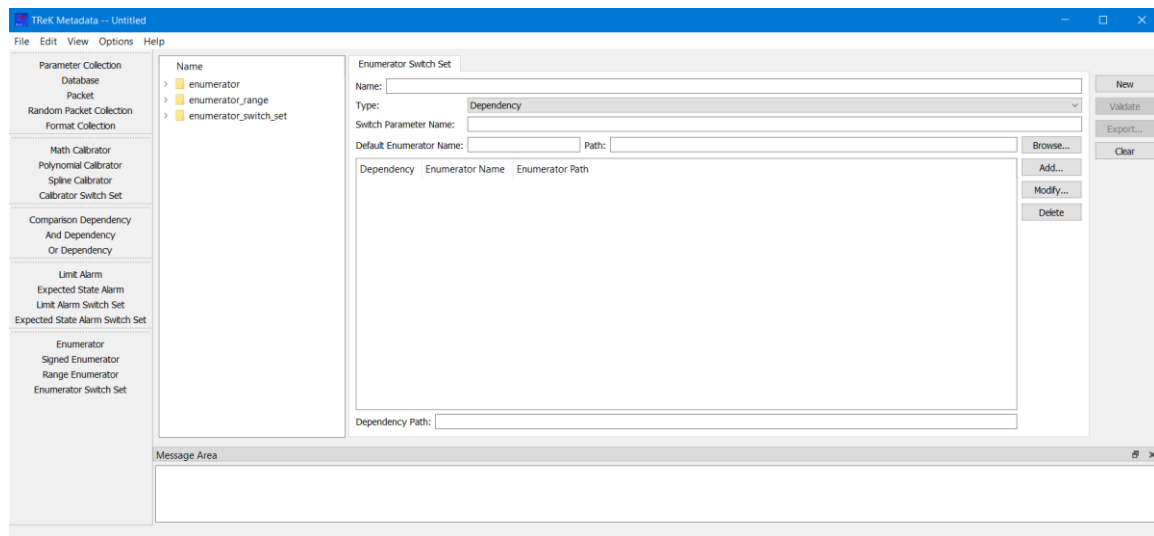 TReK Metadata -- Untitled
File Edit View Options Help
Parameter Collection
Database
Packet
Random Packet Collection
Format Collection
Math Calibrator
Polynomial Calibrator
Spline Calibrator
Calibrator Switch Set
Comparison Dependency
And Dependency
Or Dependency
Limit Alarm
Expected State Alarm
Limit Alarm Switch Set
Expected State Alarm Switch Set
Enumerator
Signed Enumerator
Range Enumerator
Enumerator Switch Set
Name
enumerator
enumerator_range
enumerator_switch_set
Enumerator Switch Set
Name:
Type: Dependency
Switch Parameter Name:
Default Enumerator Name: Path: Browse...
Dependency Enumerator Name Enumerator Path
Add...
Modify...
Delete
Dependency Path:
New
Validate
Export...
Clear
Message Area